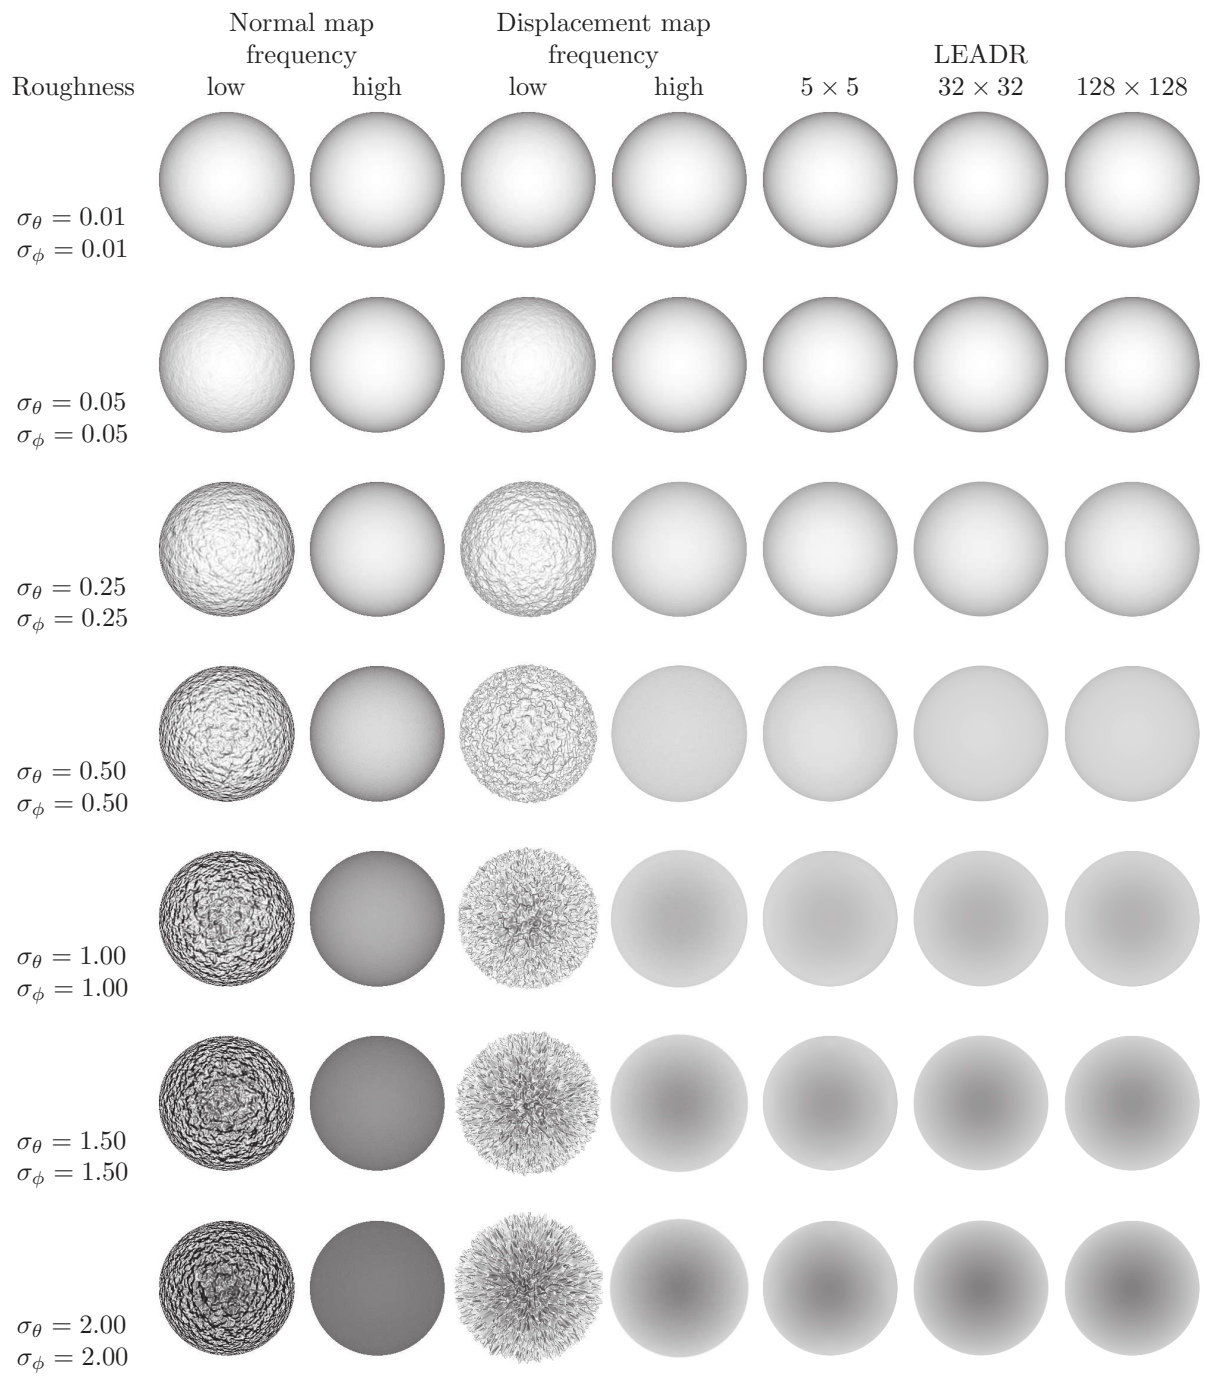 Normal map
frequency
Displacement map
frequency
LEADR
Roughness low high low high 5 × 5 32 × 32 128 × 128
σ_θ = 0.01
σ_ϕ = 0.01
σ_θ = 0.05
σ_ϕ = 0.05
σ_θ = 0.25
σ_ϕ = 0.25
σ_θ = 0.50
σ_ϕ = 0.50
σ_θ = 1.00
σ_ϕ = 1.00
σ_θ = 1.50
σ_ϕ = 1.50
σ_θ = 2.00
σ_ϕ = 2.00